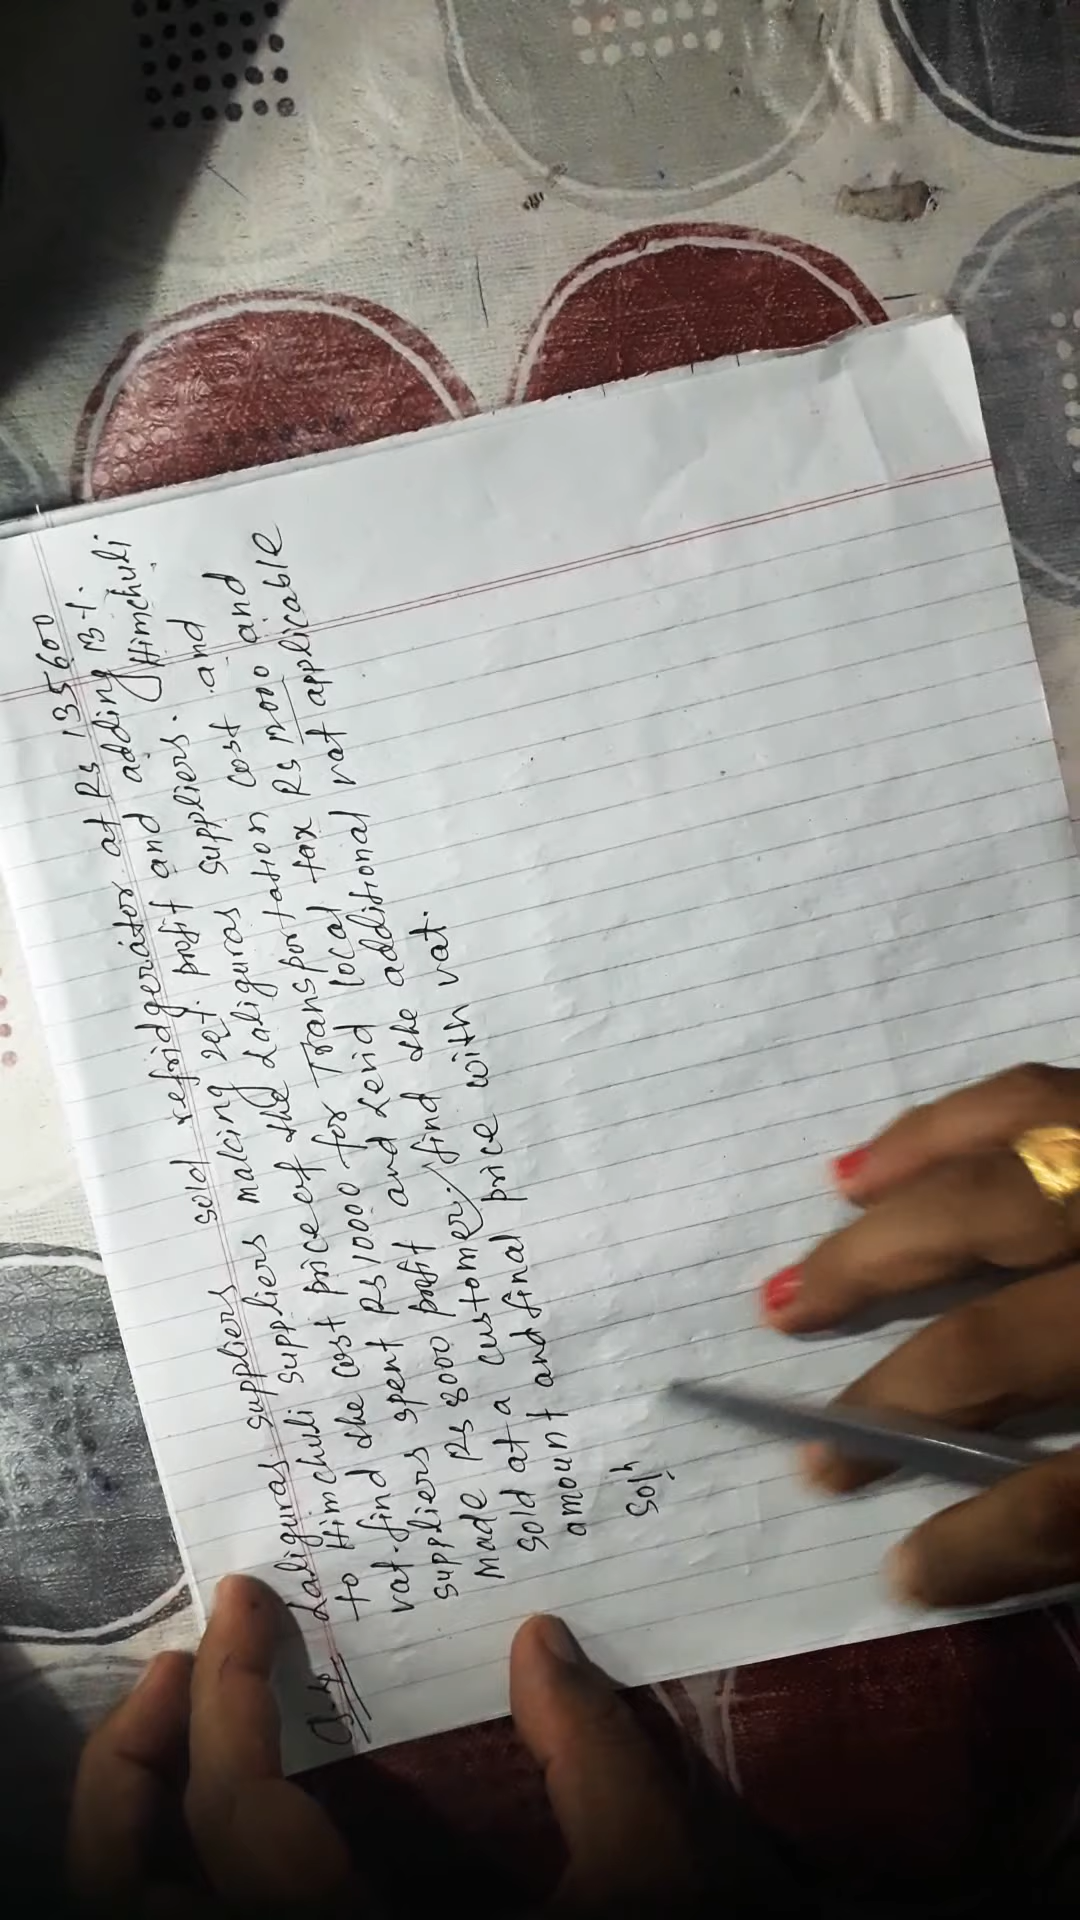 Q.4 Laliguras suppliers sold refridgerator at Rs 135600
to Himchuli suppliers making 20% profit and adding 13%.
vat. find the cost price of the Laliguras suppliers. and Himchuli
suppliers spent Rs 10000 for Transportation cost and
made Rs 8000 profit and send local tax Rs 12000 and
sold at a customer. find the additional vat applicable
amount and final price with vat.
Solⁿ